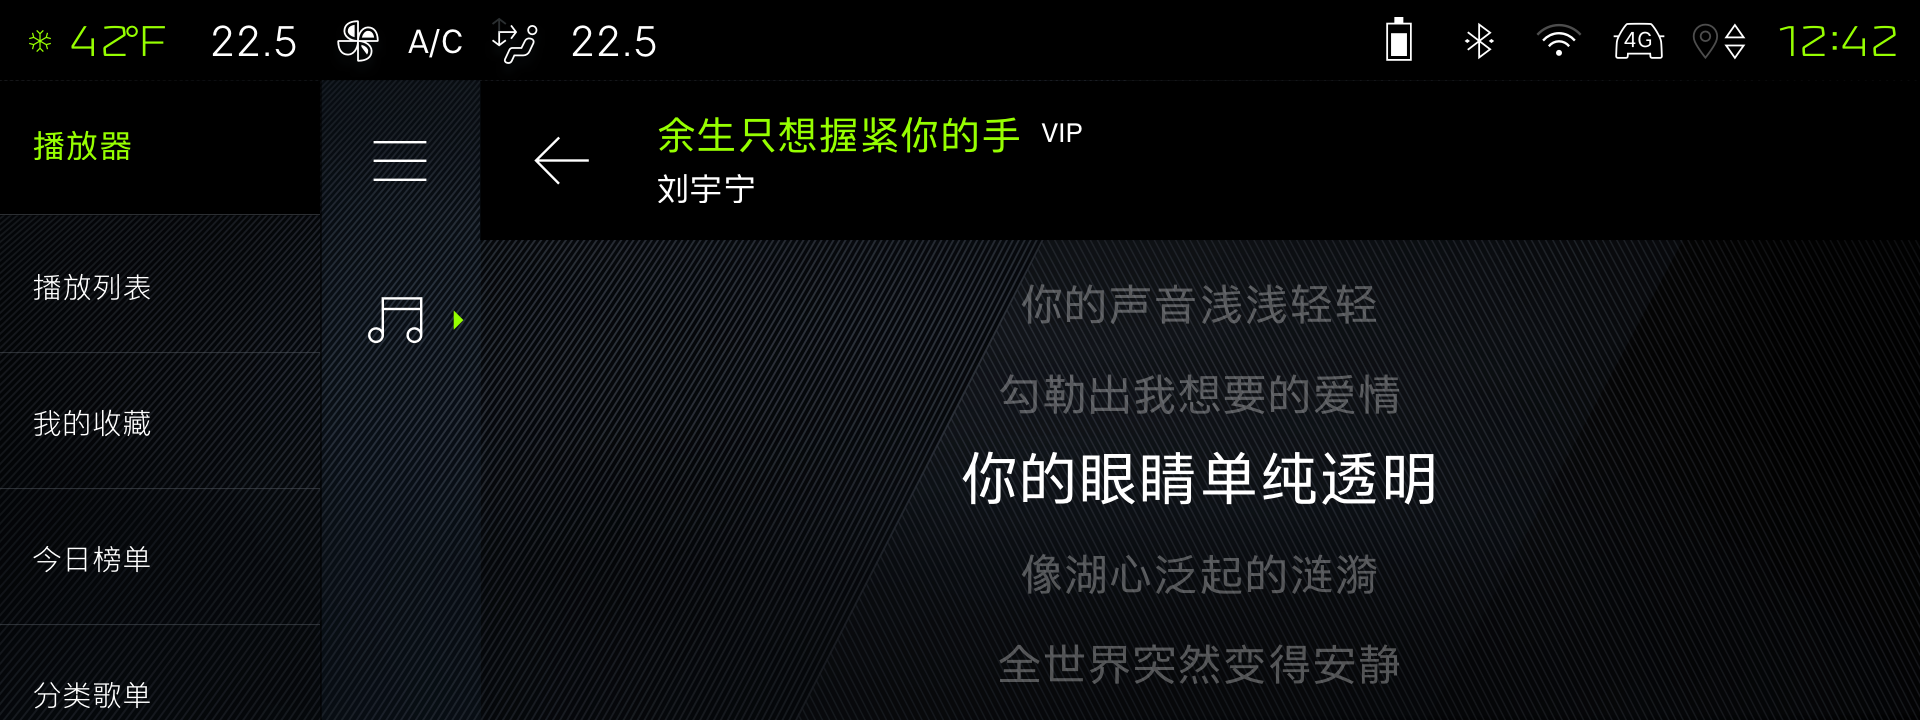 42°F 22.5 A/C 22.5 4G 12:42
播放器
播放列表
我的收藏
今日榜单
分类歌单
余生只想握紧你的手 VIP
刘宇宁
你的声音浅浅轻轻
勾勒出我想要的爱情
你的眼睛单纯透明
像湖心泛起的涟漪
全世界突然变得安静